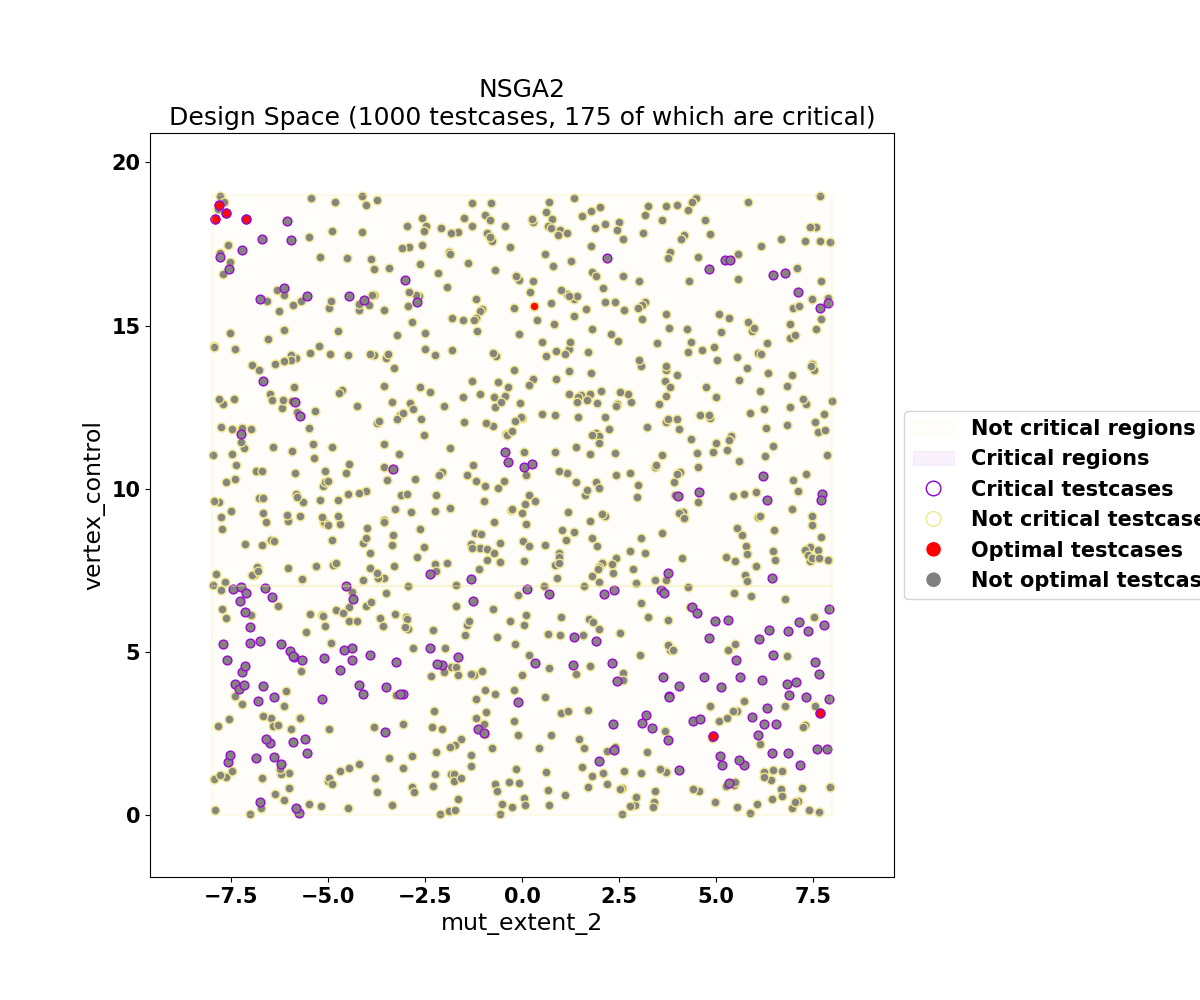 NSGA2
Design Space (1000 testcases, 175 of which are critical)
20
15
10
5
0
vertex_control
−7.5
−5.0
−2.5
0.0
2.5
5.0
7.5
mut_extent_2
Not critical regions
Critical regions
Critical testcases
Not critical testcase
Optimal testcases
Not optimal testcas